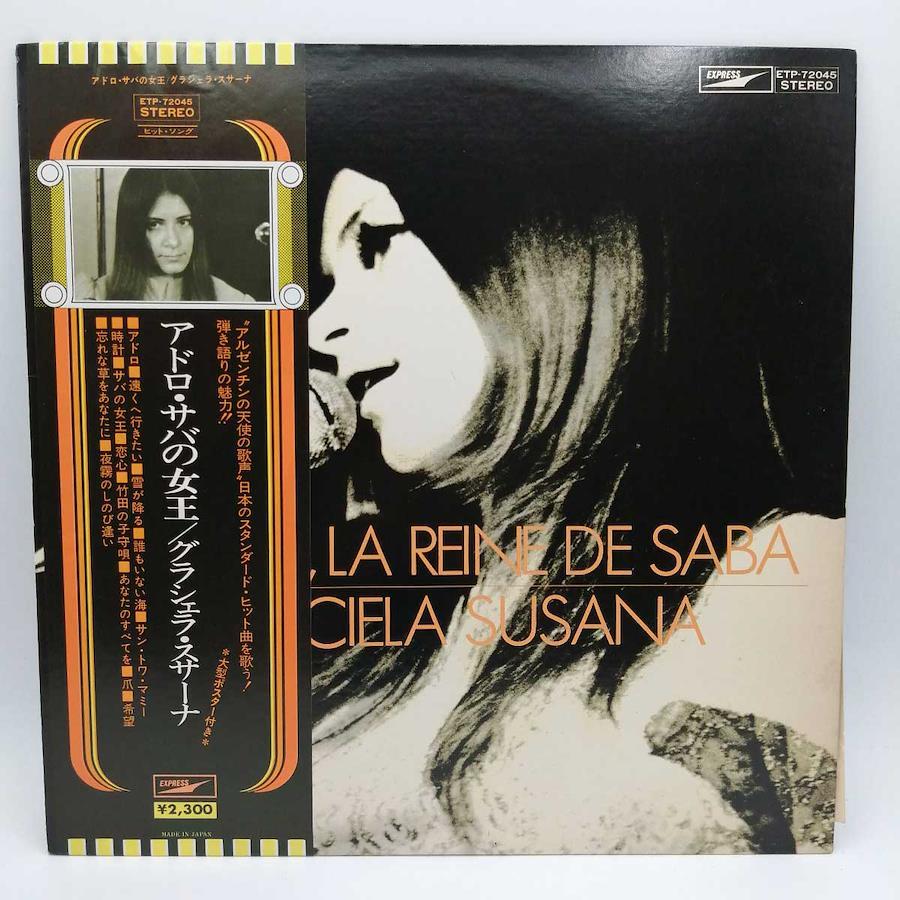 アドロ・サバの女王/グラシェラ・スサーナ
ETP-72045
STEREO
ヒット・ソング
〝アルゼンチンの天使の歌声〟日本のスタンダード・ヒット曲を歌う!
弾き語りの魅力!!
*大型ポスター付き*
アドロ・サバの女王/グラシェラ・スサーナ
■アドロ■遠くへ行きたい■雪が降る■誰もいない海■サン・トワ・マミー
■時計■サバの女王■恋心■竹田の子守唄■あなたのすべてを■爪■希望
■忘れな草をあなたに■夜霧のしのび逢い
EXPRESS
¥2,300
MADE IN JAPAN
EXPRESS
ETP-72045
STEREO
, LA REINE DE SABA
CIELA SUSANA